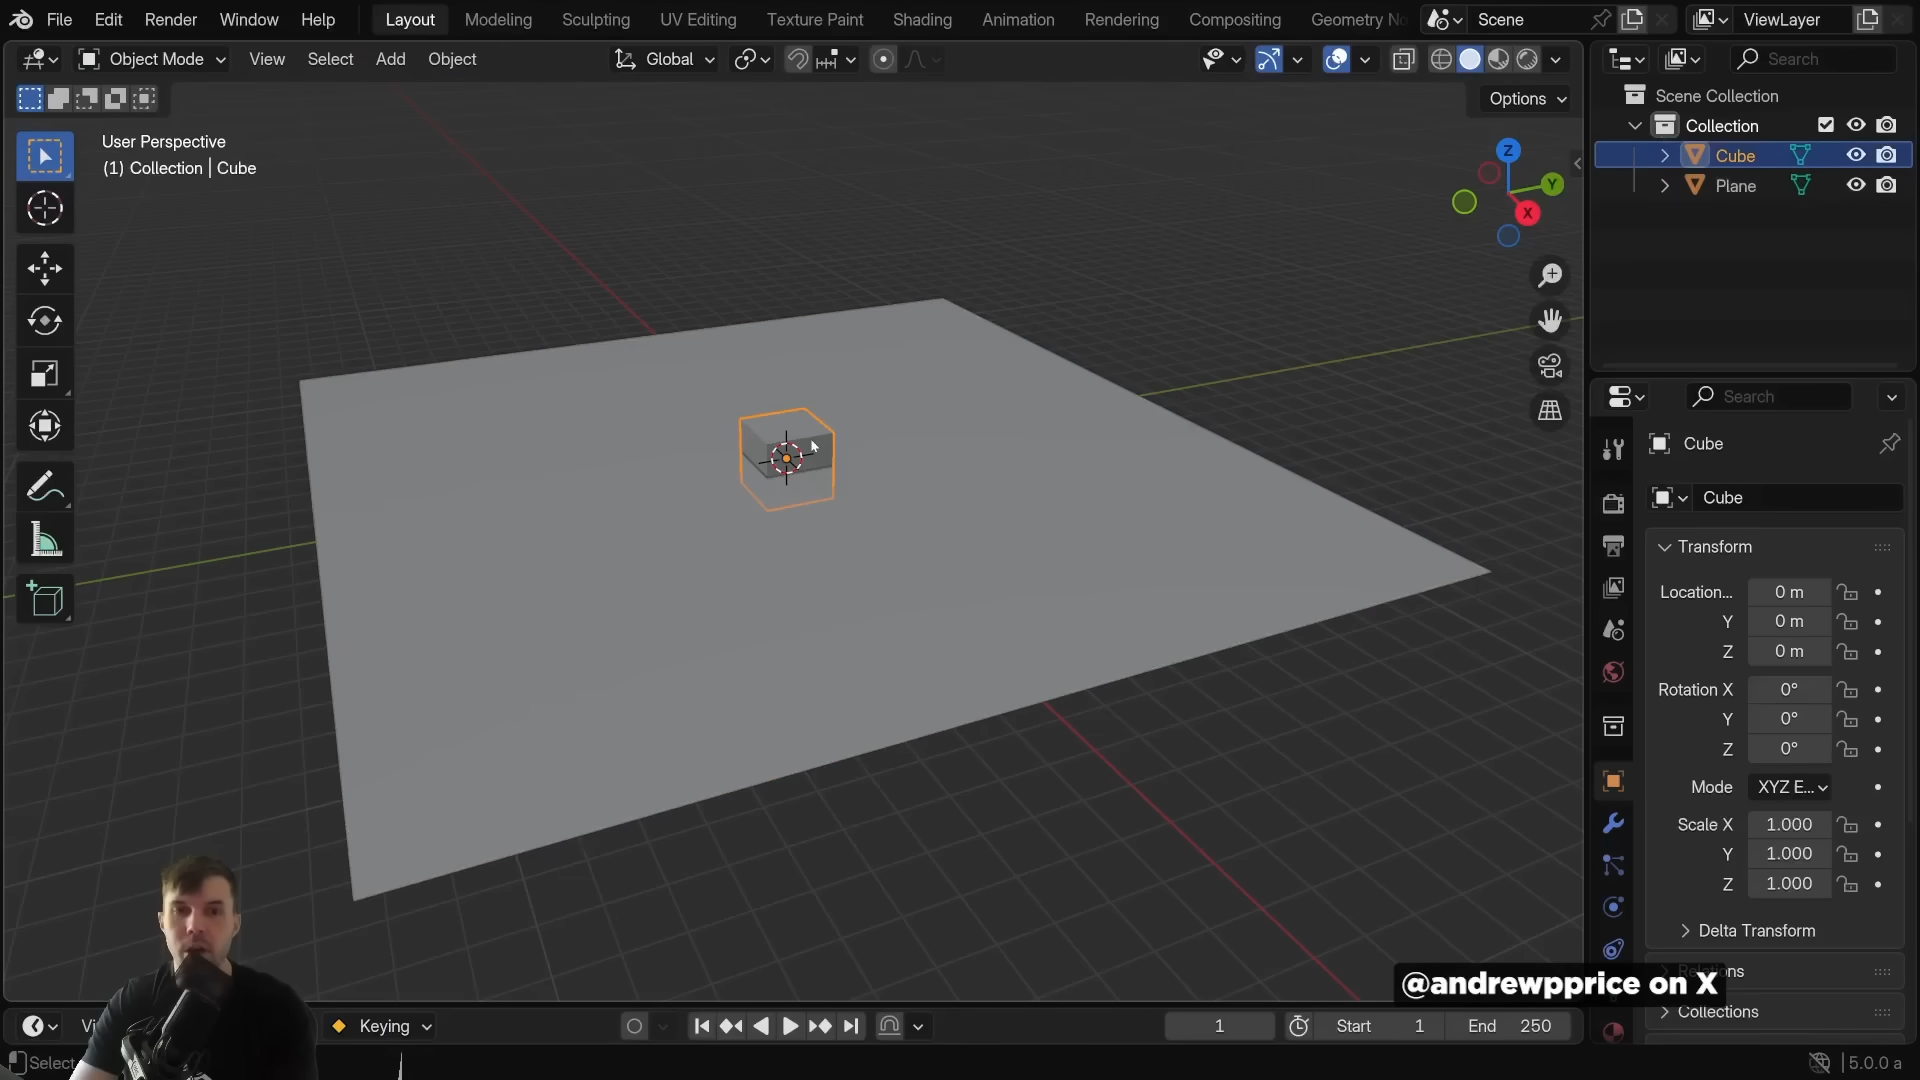 File Edit Render Window Help Layout Modeling Sculpting UV Editing Texture Paint Shading Animation Rendering Compositing Geometry No Scene ViewLayer
Object Mode View Select Add Object Global Search
Options
Scene Collection
Collection
Cube
Plane
User Perspective
(1) Collection | Cube
Z
Y
X
Search
Cube
Cube
Transform
Location... 0 m
Y 0 m
Z 0 m
Rotation X 0°
Y 0°
Z 0°
Mode XYZ E...
Scale X 1.000
Y 1.000
Z 1.000
Delta Transform
@andrewpprice on X
Collections
Keying 1 Start 1 End 250
Select 5.0.0 a